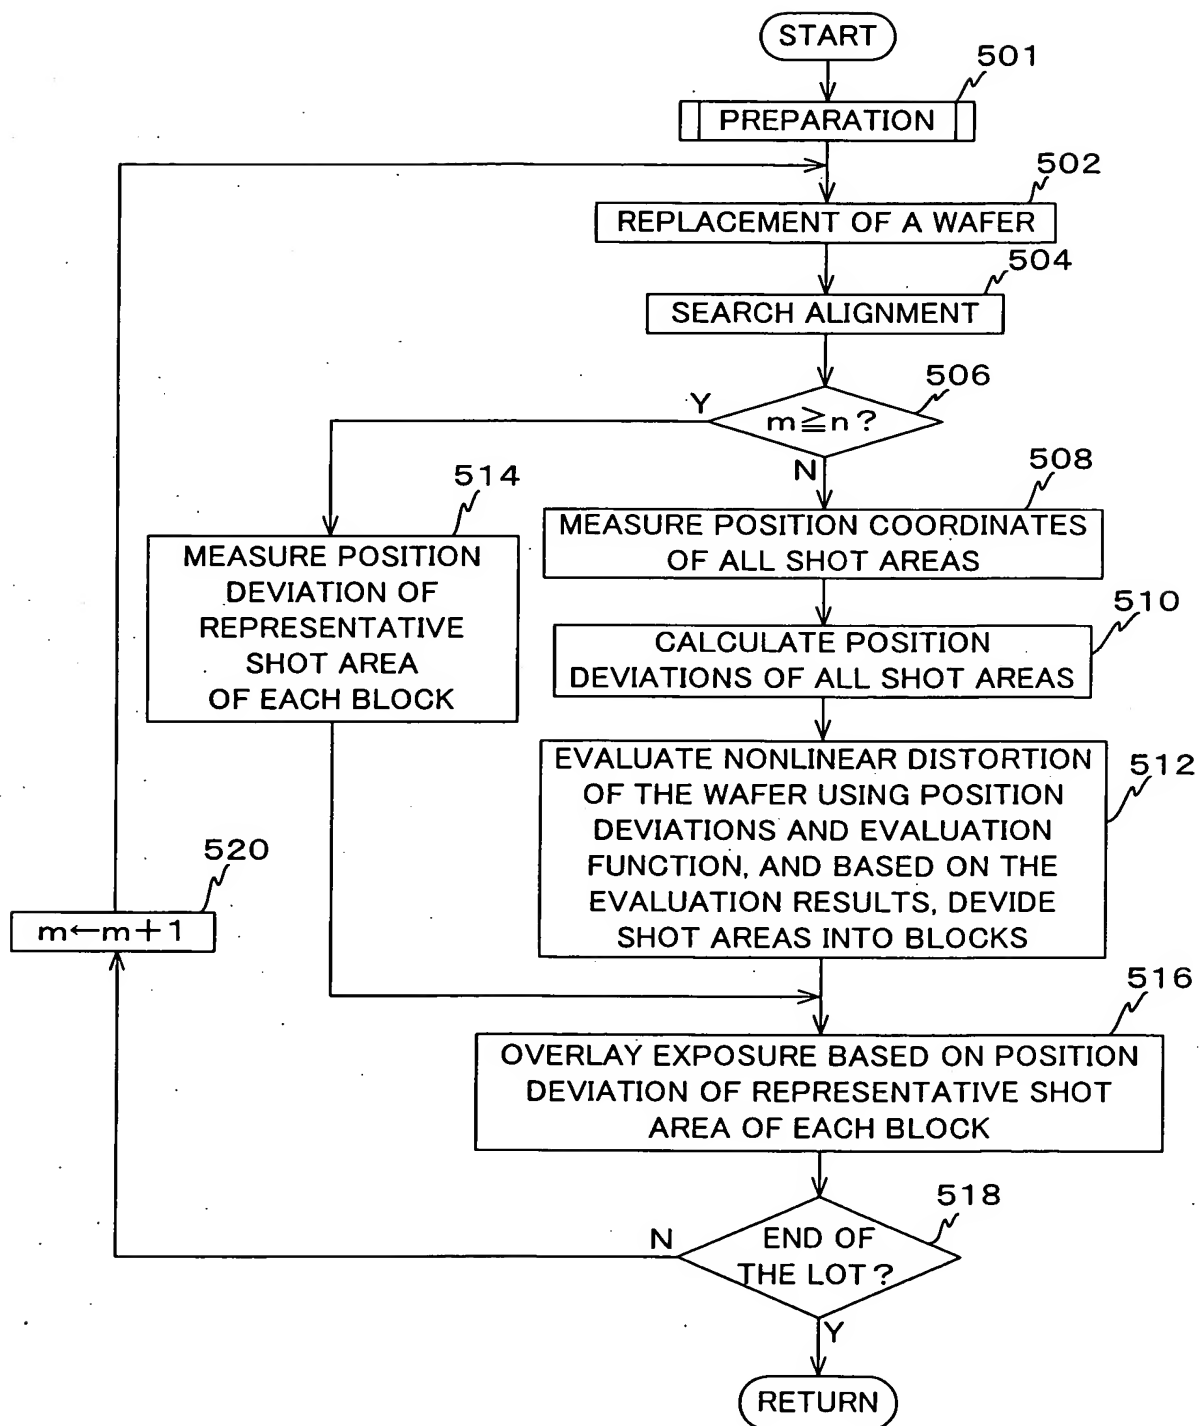 START
501
PREPARATION
502
REPLACEMENT OF A WAFER
504
SEARCH ALIGNMENT
506
Y
m≧n?
N
508
MEASURE POSITION COORDINATES
OF ALL SHOT AREAS
514
MEASURE POSITION
DEVIATION OF
REPRESENTATIVE
SHOT AREA
OF EACH BLOCK
510
CALCULATE POSITION
DEVIATIONS OF ALL SHOT AREAS
512
EVALUATE NONLINEAR DISTORTION
OF THE WAFER USING POSITION
DEVIATIONS AND EVALUATION
FUNCTION, AND BASED ON THE
EVALUATION RESULTS, DEVIDE
SHOT AREAS INTO BLOCKS
520
m←m+1
516
OVERLAY EXPOSURE BASED ON POSITION
DEVIATION OF REPRESENTATIVE SHOT
AREA OF EACH BLOCK
518
N
END OF
THE LOT?
Y
RETURN